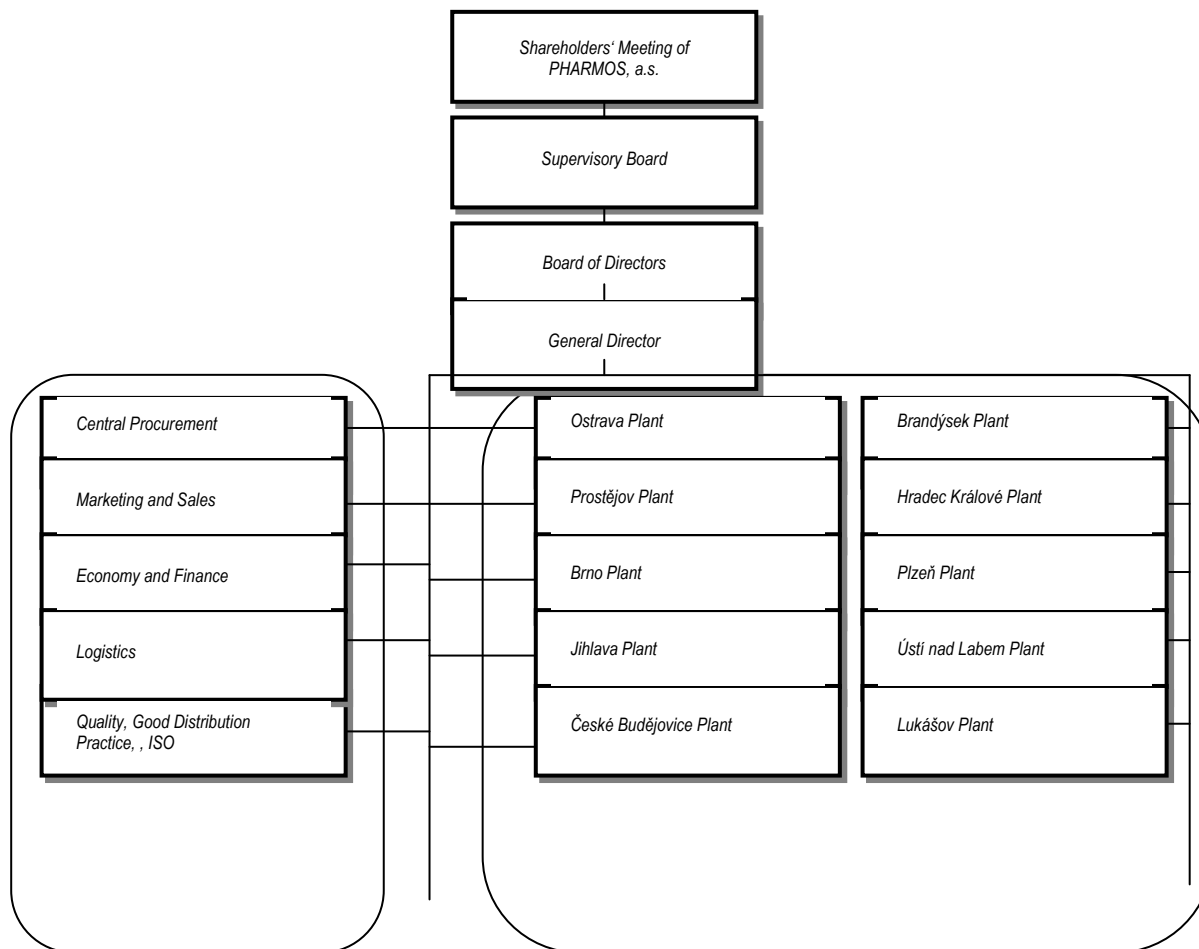 Shareholders‘ Meeting of
PHARMOS, a.s.
Supervisory Board
Board of Directors
General Director
Central Procurement
Marketing and Sales
Economy and Finance
Logistics
Quality, Good Distribution
Practice, , ISO
Ostrava Plant
Prostějov Plant
Brno Plant
Jihlava Plant
České Budějovice Plant
Brandýsek Plant
Hradec Králové Plant
Plzeň Plant
Ústí nad Labem Plant
Lukášov Plant